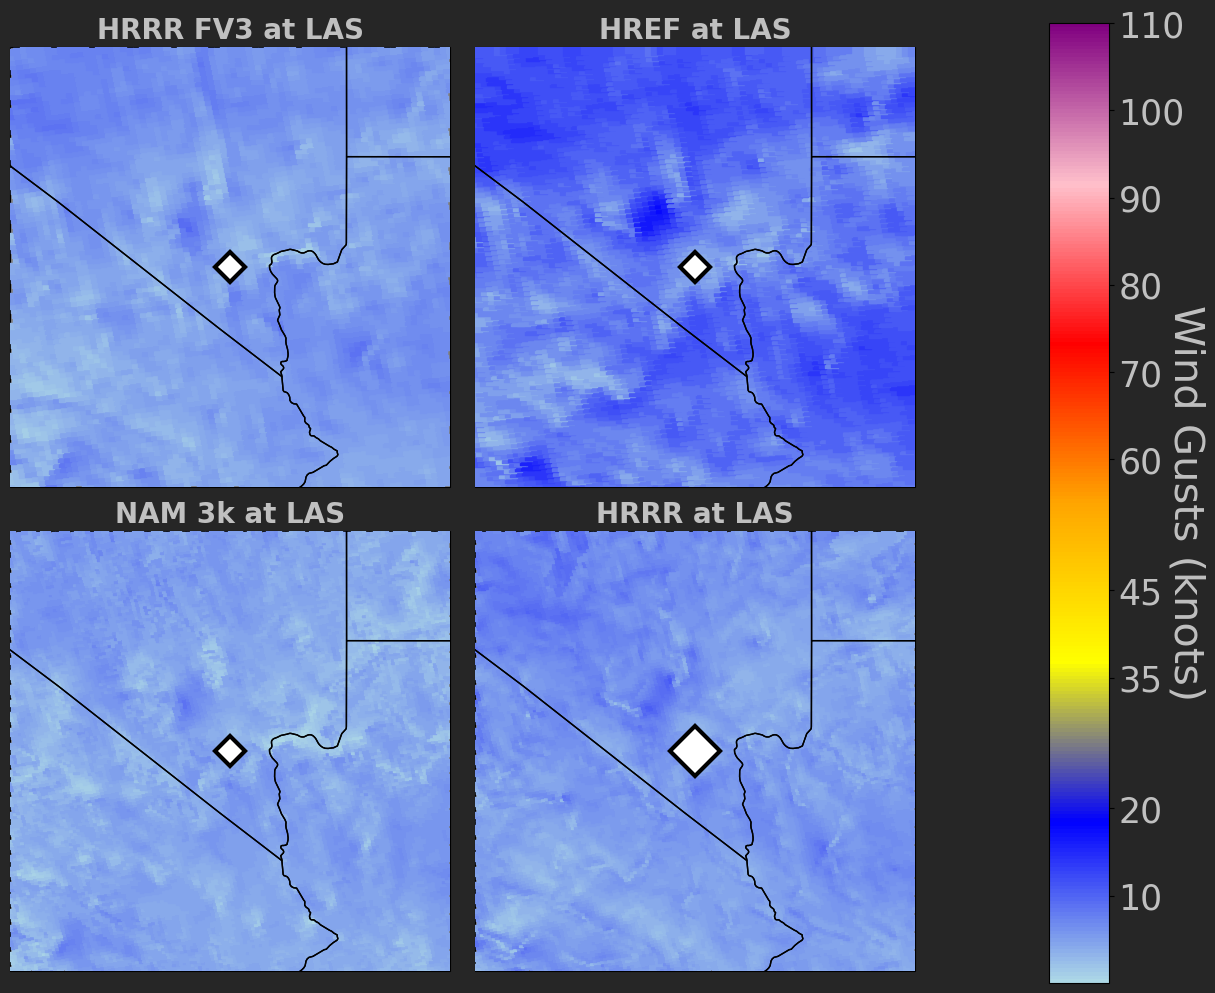 HRRR FV3 at LAS
HREF at LAS
NAM 3k at LAS
HRRR at LAS
110
100
90
80
70
60
45
35
20
10
Wind Gusts (knots)